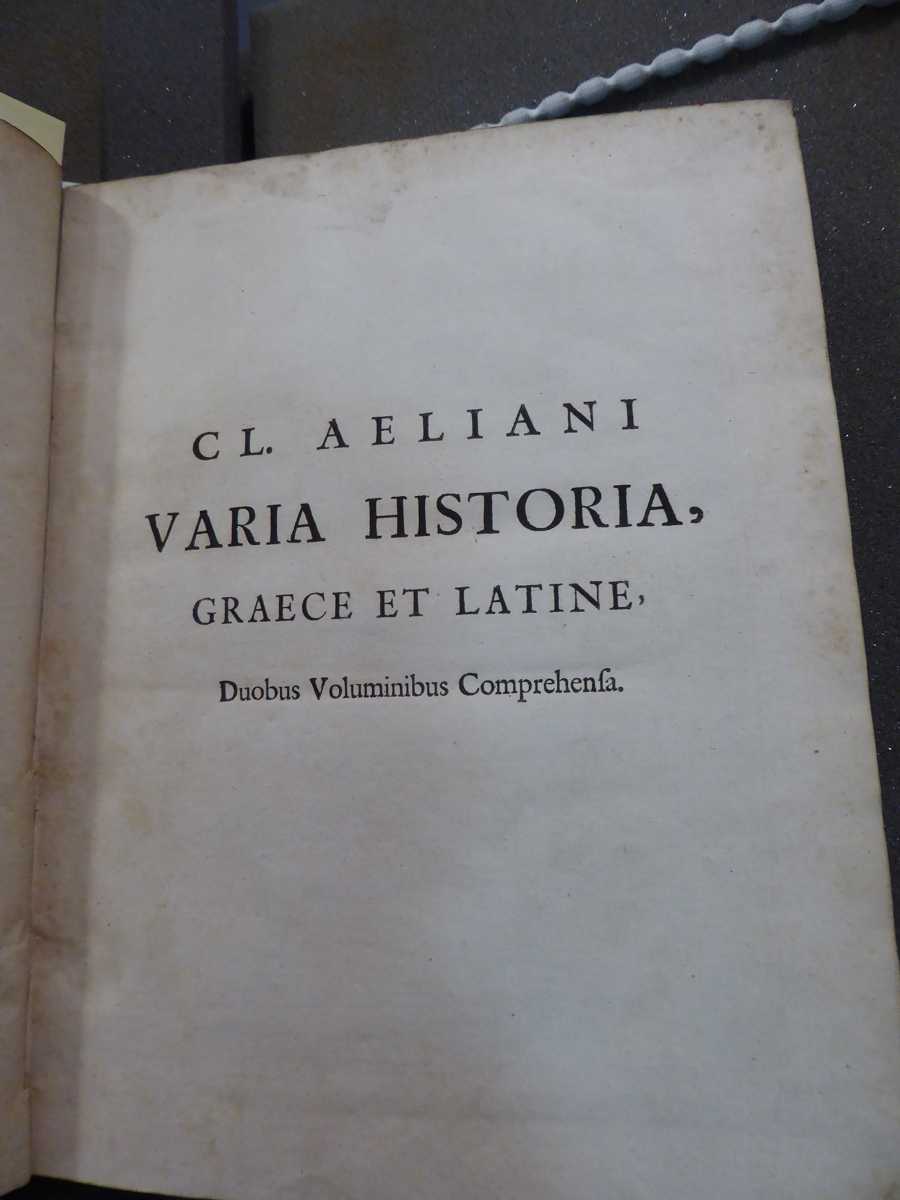 CL. AELIANI
VARIA HISTORIA,
GRAECE ET LATINE,
Duobus Voluminibus Comprehenſa.